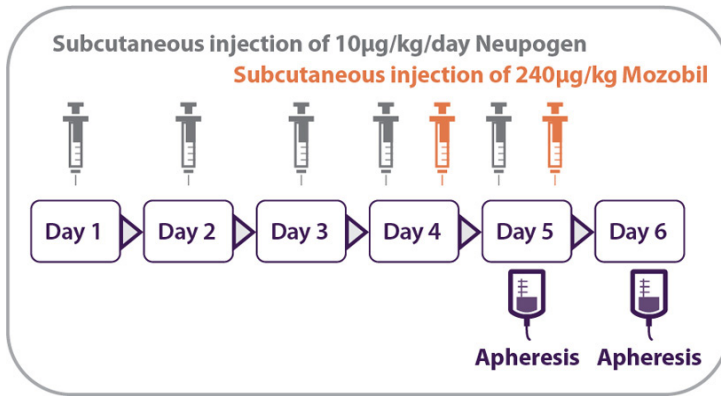 Subcutaneous injection of 10µg/kg/day Neupogen
Subcutaneous injection of 240µg/kg Mozobil
Day 1 Day 2 Day 3 Day 4 Day 5 Day 6
Apheresis Apheresis